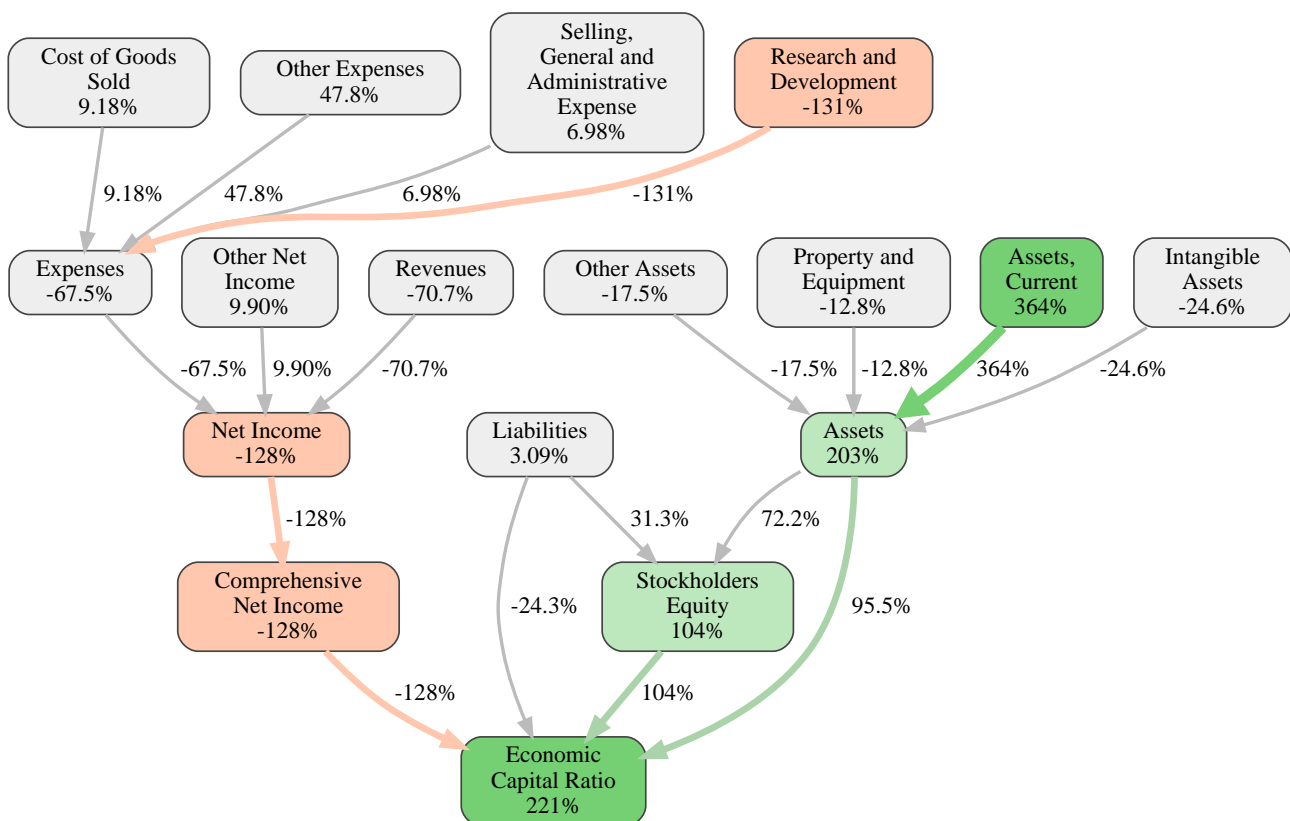 Cost of Goods
Sold
9.18%
Other Expenses
47.8%
Selling,
General and
Administrative
Expense
6.98%
Research and
Development
-131%
9.18%
47.8%
6.98%
-131%
Expenses
-67.5%
Other Net
Income
9.90%
Revenues
-70.7%
Other Assets
-17.5%
Property and
Equipment
-12.8%
Assets,
Current
364%
Intangible
Assets
-24.6%
-67.5%
9.90%
-70.7%
-17.5%
-12.8%
364%
-24.6%
Net Income
-128%
Liabilities
3.09%
Assets
203%
-128%
31.3%
72.2%
Comprehensive
Net Income
-128%
-24.3%
Stockholders
Equity
104%
95.5%
-128%
104%
Economic
Capital Ratio
221%